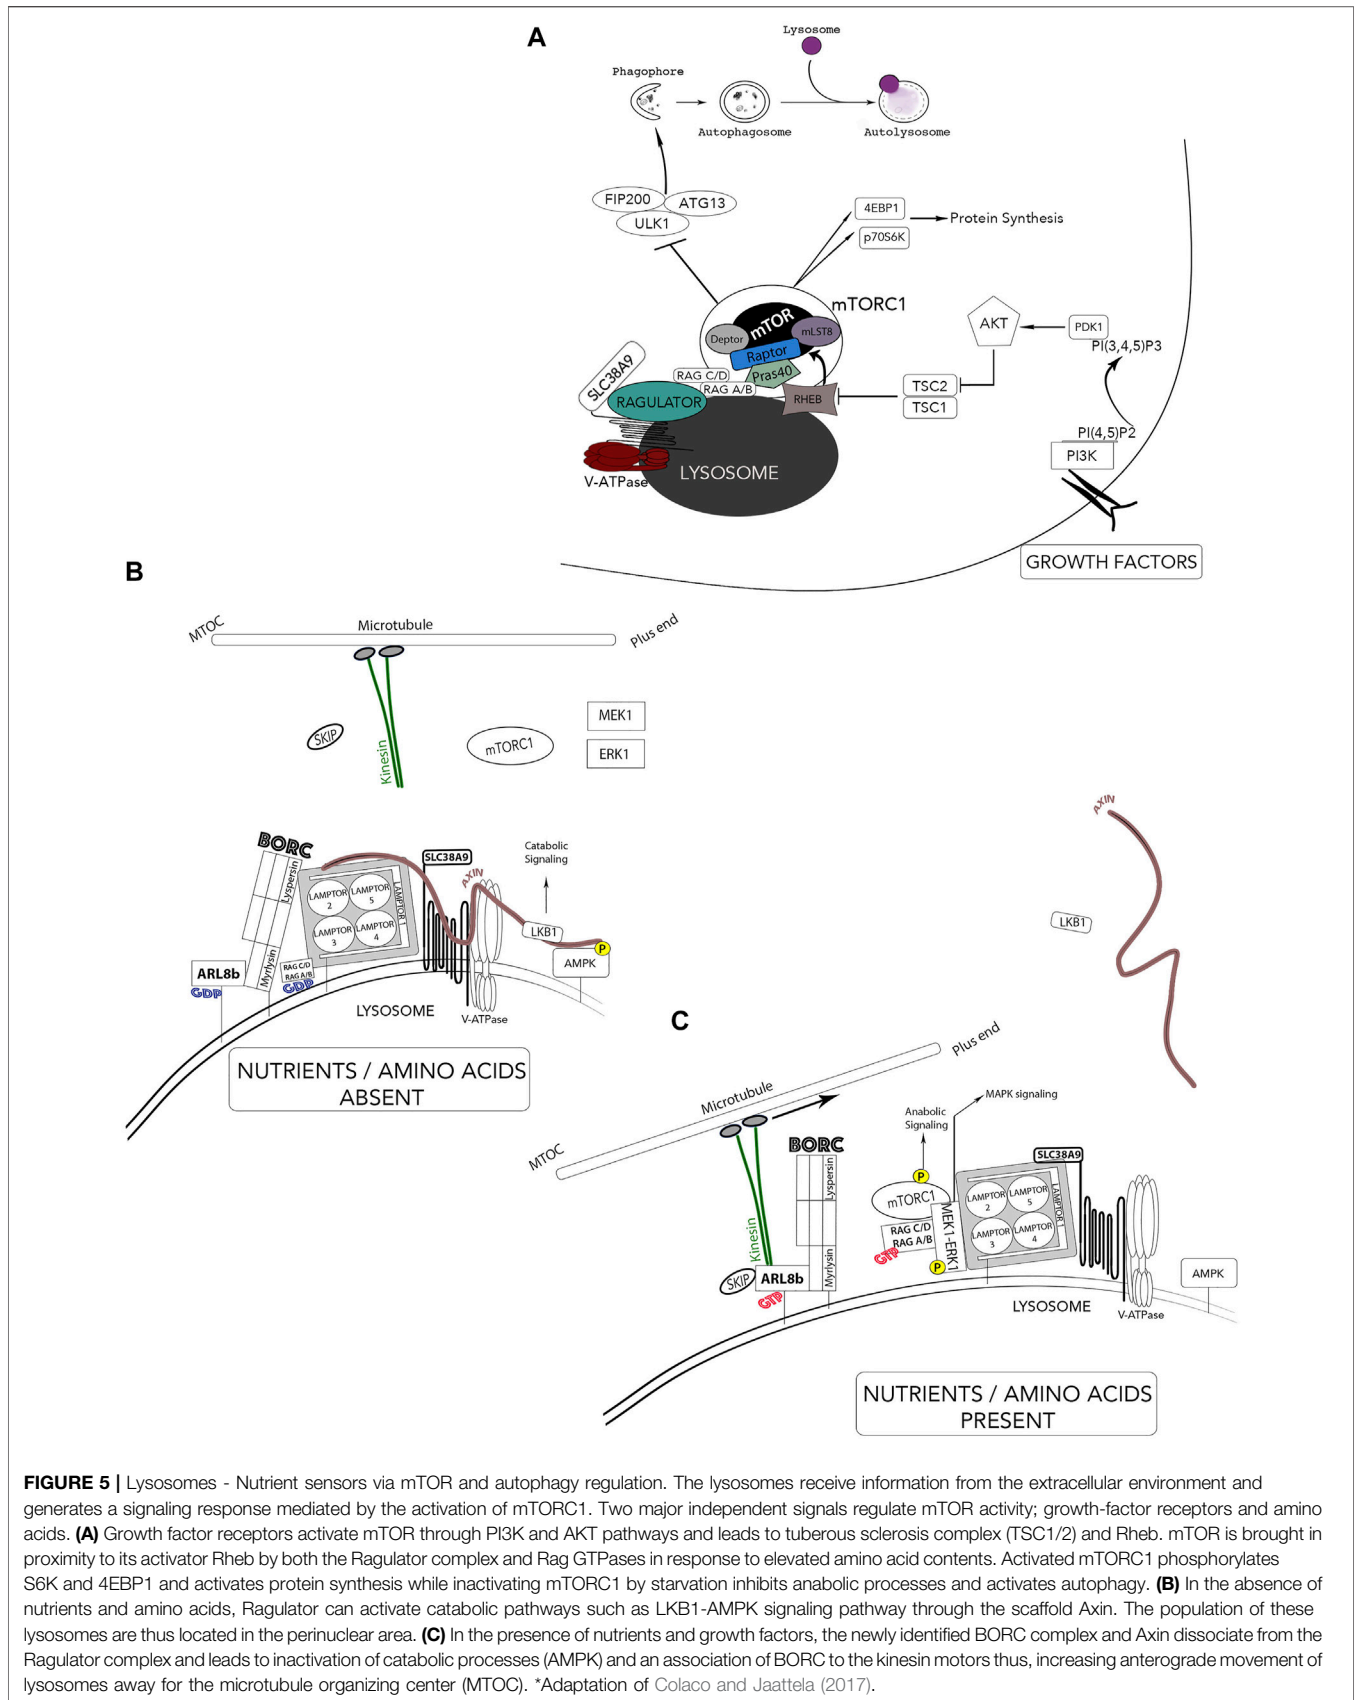 A
Lysosome
Phagophore
Autophagosome
Autolysosome
FIP200
ATG13
ULK1
4EBP1
Protein Synthesis
p70S6K
mTORC1
mTOR
Deptor
mLST8
Raptor
Pras40
SLC38A9
RAG C/D
RAG A/B
RAGULATOR
RHEB
AKT
PDK1
PI(3,4,5)P3
TSC2
TSC1
PI(4,5)P2
PI3K
V-ATPase
LYSOSOME
GROWTH FACTORS
B
MTOC
Microtubule
Plus end
SKIP
Kinesin
mTORC1
MEK1
ERK1
BORC
Lyspersin
Myrlysin
LAMPTOR
2
LAMPTOR
5
LAMPTOR
3
LAMPTOR
4
LAMPTOR 1
SLC38A9
AXIN
Catabolic
Signaling
LKB1
P
AMPK
ARL8b
GDP
RAG C/D
RAG A/B
GDP
LYSOSOME
V-ATPase
NUTRIENTS / AMINO ACIDS
ABSENT
AXIN
LKB1
C
MTOC
Microtubule
Plus end
BORC
Lyspersin
Myrlysin
Kinesin
SKIP
ARL8b
GTP
Anabolic
Signaling
MAPK signaling
P
mTORC1
RAG C/D
RAG A/B
GTP
MEK1-ERK1
P
LAMPTOR
2
LAMPTOR
5
LAMPTOR
3
LAMPTOR
4
LAMPTOR 1
SLC38A9
LYSOSOME
V-ATPase
AMPK
NUTRIENTS / AMINO ACIDS
PRESENT
FIGURE 5 | Lysosomes - Nutrient sensors via mTOR and autophagy regulation. The lysosomes receive information from the extracellular environment and
generates a signaling response mediated by the activation of mTORC1. Two major independent signals regulate mTOR activity; growth-factor receptors and amino
acids. (A) Growth factor receptors activate mTOR through PI3K and AKT pathways and leads to tuberous sclerosis complex (TSC1/2) and Rheb. mTOR is brought in
proximity to its activator Rheb by both the Ragulator complex and Rag GTPases in response to elevated amino acid contents. Activated mTORC1 phosphorylates
S6K and 4EBP1 and activates protein synthesis while inactivating mTORC1 by starvation inhibits anabolic processes and activates autophagy. (B) In the absence of
nutrients and amino acids, Ragulator can activate catabolic pathways such as LKB1-AMPK signaling pathway through the scaffold Axin. The population of these
lysosomes are thus located in the perinuclear area. (C) In the presence of nutrients and growth factors, the newly identified BORC complex and Axin dissociate from the
Ragulator complex and leads to inactivation of catabolic processes (AMPK) and an association of BORC to the kinesin motors thus, increasing anterograde movement of
lysosomes away for the microtubule organizing center (MTOC). *Adaptation of Colaco and Jaattela (2017).